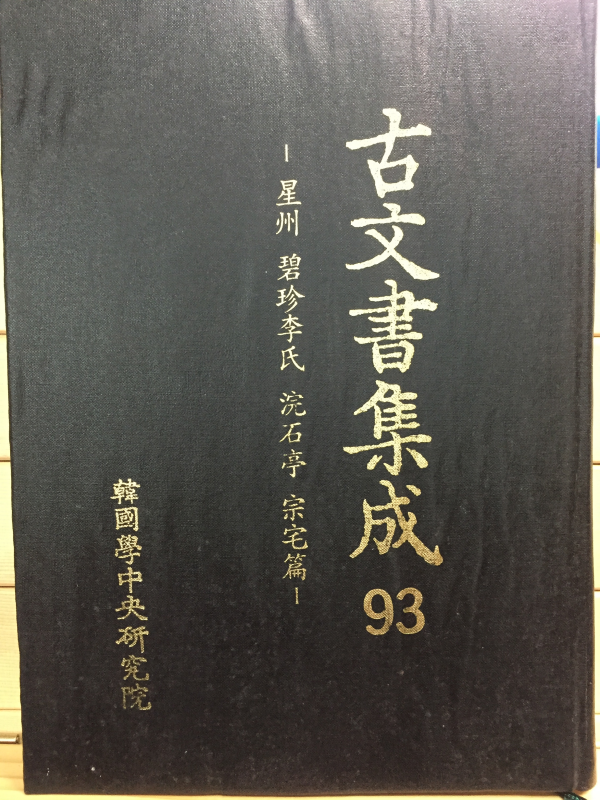 古文書集成 93
- 星州 碧珍李氏 浣石亭 宗宅篇 -
韓國學中央硏究院